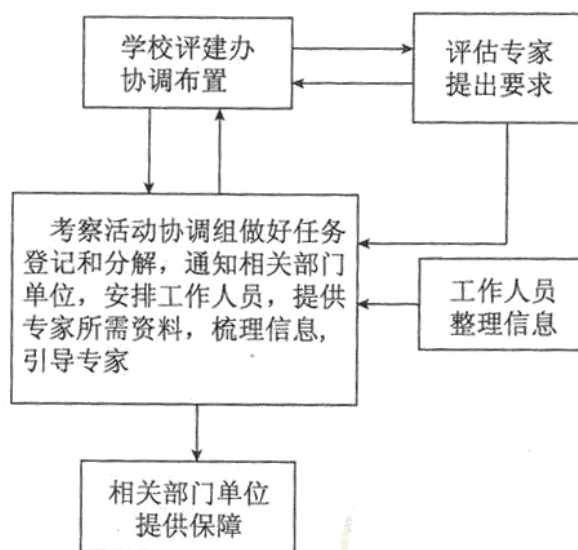 学校评建办
协调布置
评估专家
提出要求
考察活动协调组做好任务
登记和分解，通知相关部门
单位，安排工作人员，提供
专家所需资料，梳理信息，
引导专家
工作人员
整理信息
相关部门单位
提供保障